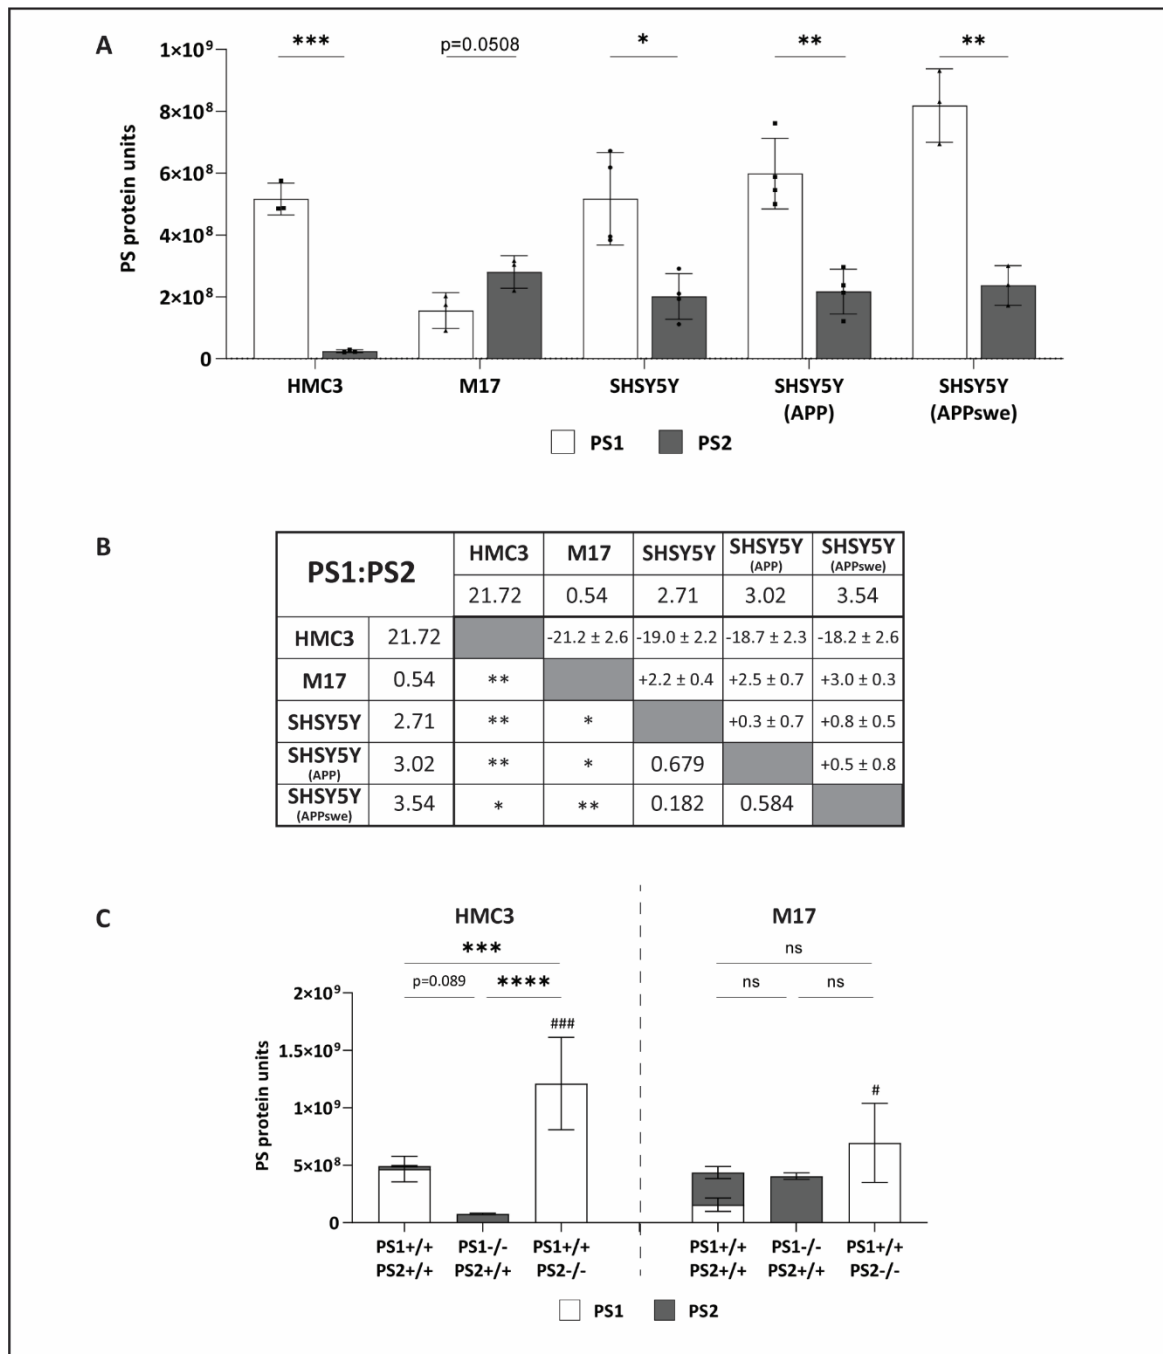 A
*** p=0.0508 * ** **
1×10⁹
8×10⁸
6×10⁸
4×10⁸
2×10⁸
0
PS protein units
HMC3 M17 SHSY5Y SHSY5Y SHSY5Y
(APP) (APPswe)
PS1 PS2
B
PS1:PS2 HMC3 M17 SHSY5Y SHSY5Y (APP) SHSY5Y (APPswe)
21.72 0.54 2.71 3.02 3.54
HMC3 21.72 -21.2 ± 2.6 -19.0 ± 2.2 -18.7 ± 2.3 -18.2 ± 2.6
M17 0.54 ** +2.2 ± 0.4 +2.5 ± 0.7 +3.0 ± 0.3
SHSY5Y 2.71 ** * +0.3 ± 0.7 +0.8 ± 0.5
SHSY5Y (APP) 3.02 ** * 0.679 +0.5 ± 0.8
SHSY5Y (APPswe) 3.54 * ** 0.182 0.584
C
HMC3 M17
*** ns
p=0.089 **** ns ns
2×10⁹
1.5×10⁹
1×10⁹
5×10⁸
0
PS protein units
### #
PS1+/+ PS1-/- PS1+/+ PS1+/+ PS1-/- PS1+/+
PS2+/+ PS2+/+ PS2-/- PS2+/+ PS2+/+ PS2-/-
PS1 PS2